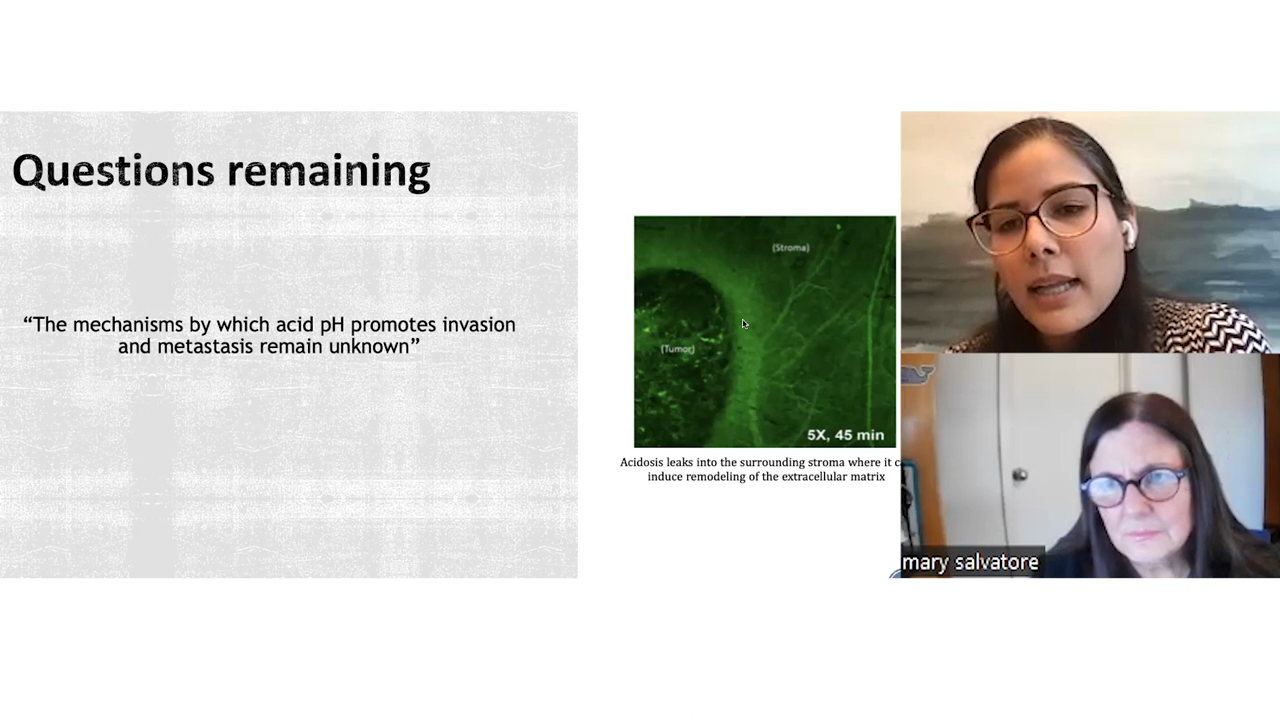 Questions remaining
“The mechanisms by which acid pH promotes invasion
and metastasis remain unknown”
(Stroma)
(Tumor)
5X, 45 min
Acidosis leaks into the surrounding stroma where it
induce remodeling of the extracellular matrix
mary salvatore